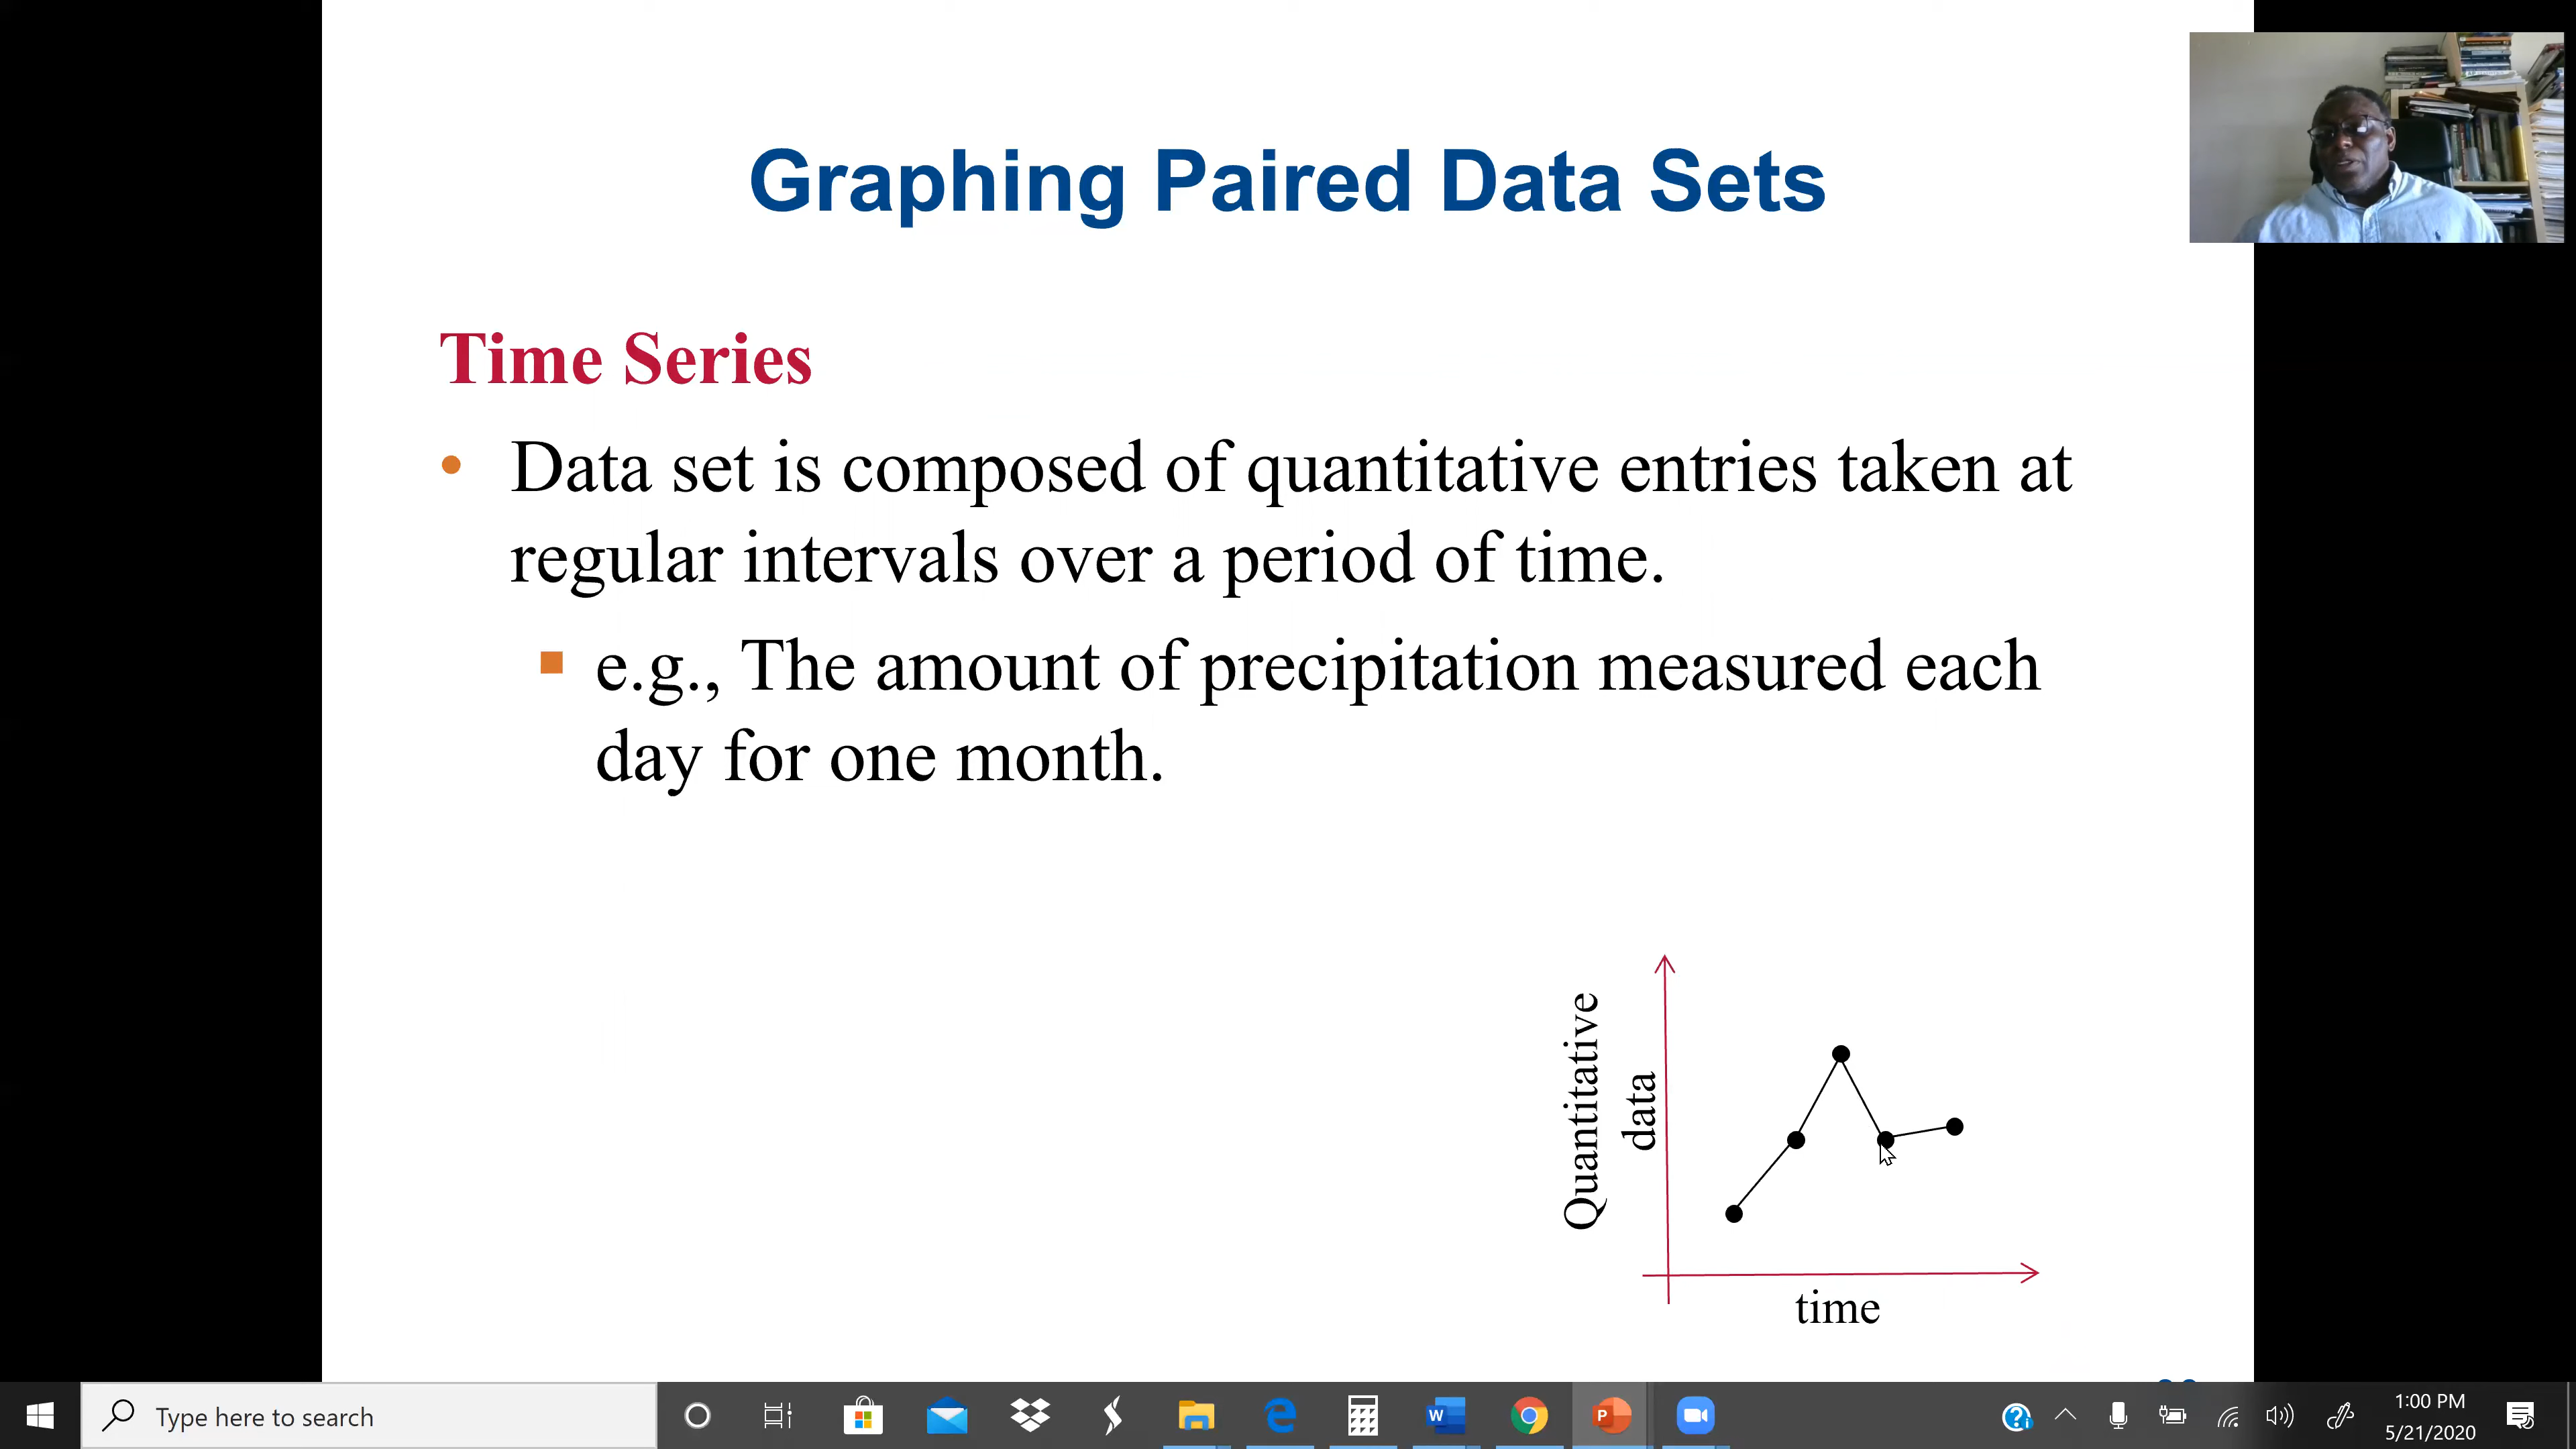 Graphing Paired Data Sets
Time Series
• Data set is composed of quantitative entries taken at
regular intervals over a period of time.
▪ e.g., The amount of precipitation measured each
day for one month.
Quantitative
data
time
Type here to search
1:00 PM
5/21/2020